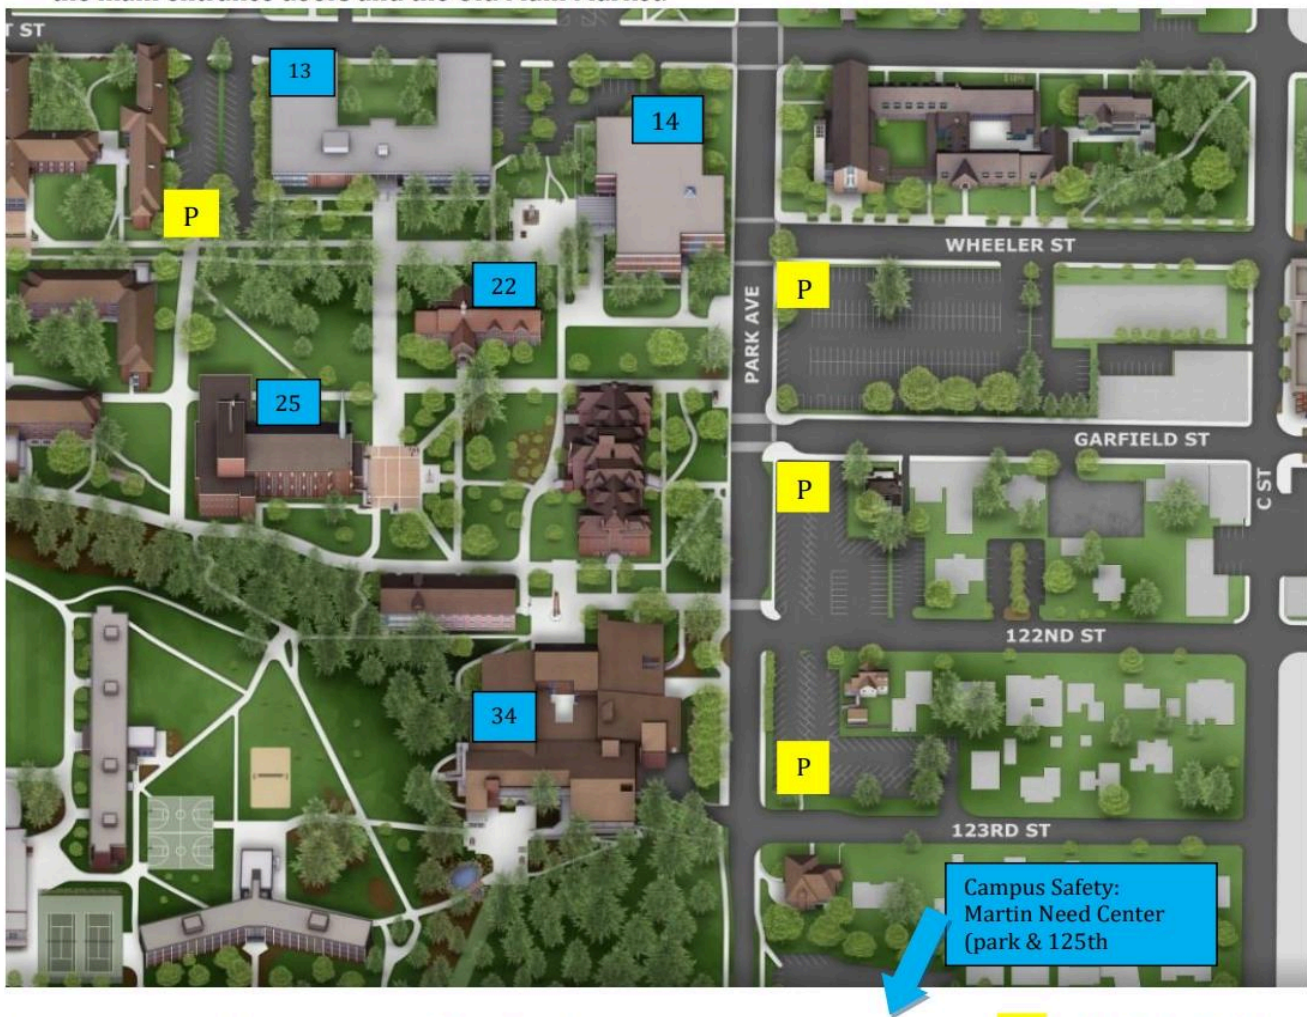 T ST
13
14
P
WHEELER ST
22
P
PARK AVE
25
GARFIELD ST
P
C ST
122ND ST
34
P
123RD ST
Campus Safety:
Martin Need Center
(park & 125th